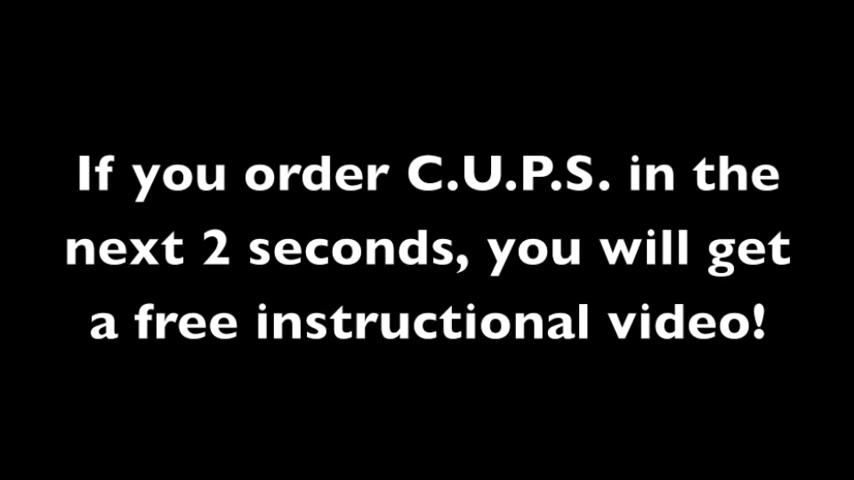 If you order C.U.P.S. in the
next 2 seconds, you will get
a free instructional video!